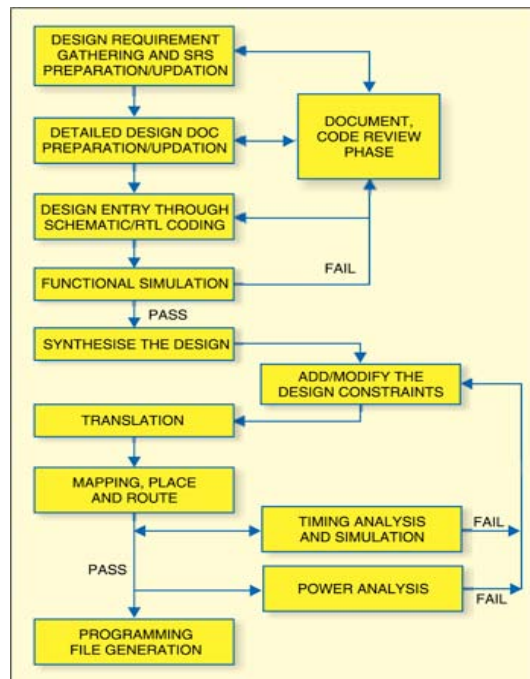 DESIGN REQUIREMENT
GATHERING AND SRS
PREPARATION/UPDATION
DOCUMENT,
CODE REVIEW
PHASE
DETAILED DESIGN DOC
PREPARATION/UPDATION
DESIGN ENTRY THROUGH
SCHEMATIC/RTL CODING
FUNCTIONAL SIMULATION
FAIL
PASS
SYNTHESISE THE DESIGN
ADD/MODIFY THE
DESIGN CONSTRAINTS
TRANSLATION
MAPPING, PLACE
AND ROUTE
TIMING ANALYSIS
AND SIMULATION
FAIL
PASS
POWER ANALYSIS
FAIL
PROGRAMMING
FILE GENERATION